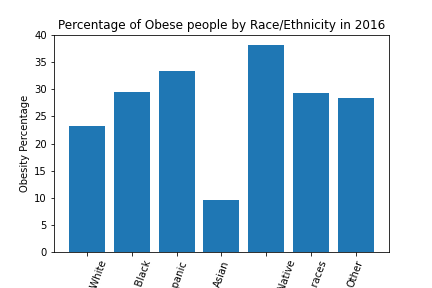 Percentage of Obese people by Race/Ethnicity in 2016
Obesity Percentage
40
35
30
25
20
15
10
5
0
White
Black
panic
Asian
Native
races
Other